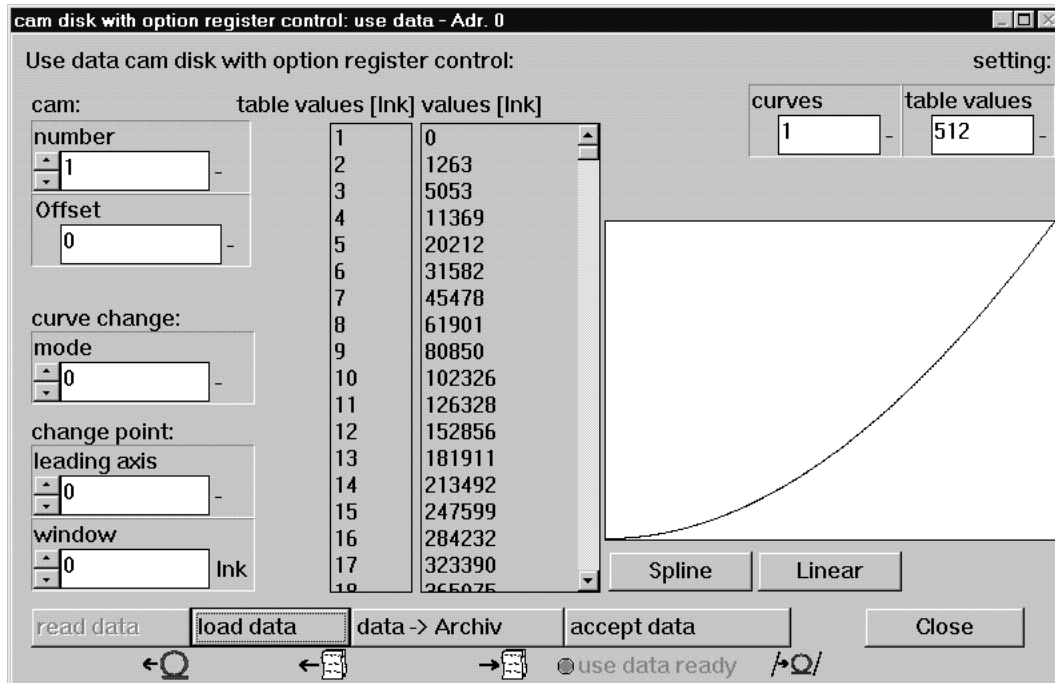 cam disk with option register control: use data - Adr. 0
Use data cam disk with option register control:
setting:
cam:
table values [Ink] values [Ink]
curves
table values
number
1
-
1
-
512
-
Offset
0
-
1 0
2 1263
3 5053
4 11369
5 20212
6 31582
7 45478
8 61901
9 80850
10 102326
11 126328
12 152856
13 181911
14 213492
15 247599
16 284232
17 323390
18 365075
curve change:
mode
0
-
change point:
leading axis
0
-
window
0
Ink
Spline
Linear
read data
load data
data -> Archiv
accept data
Close
use data ready